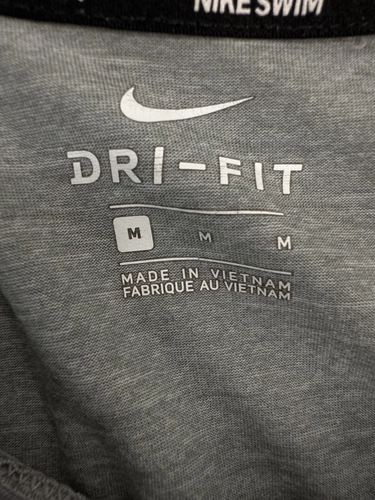 NIKE SWIM
DRI-FIT
M M M
MADE IN VIETNAM
FABRIQUE AU VIETNAM